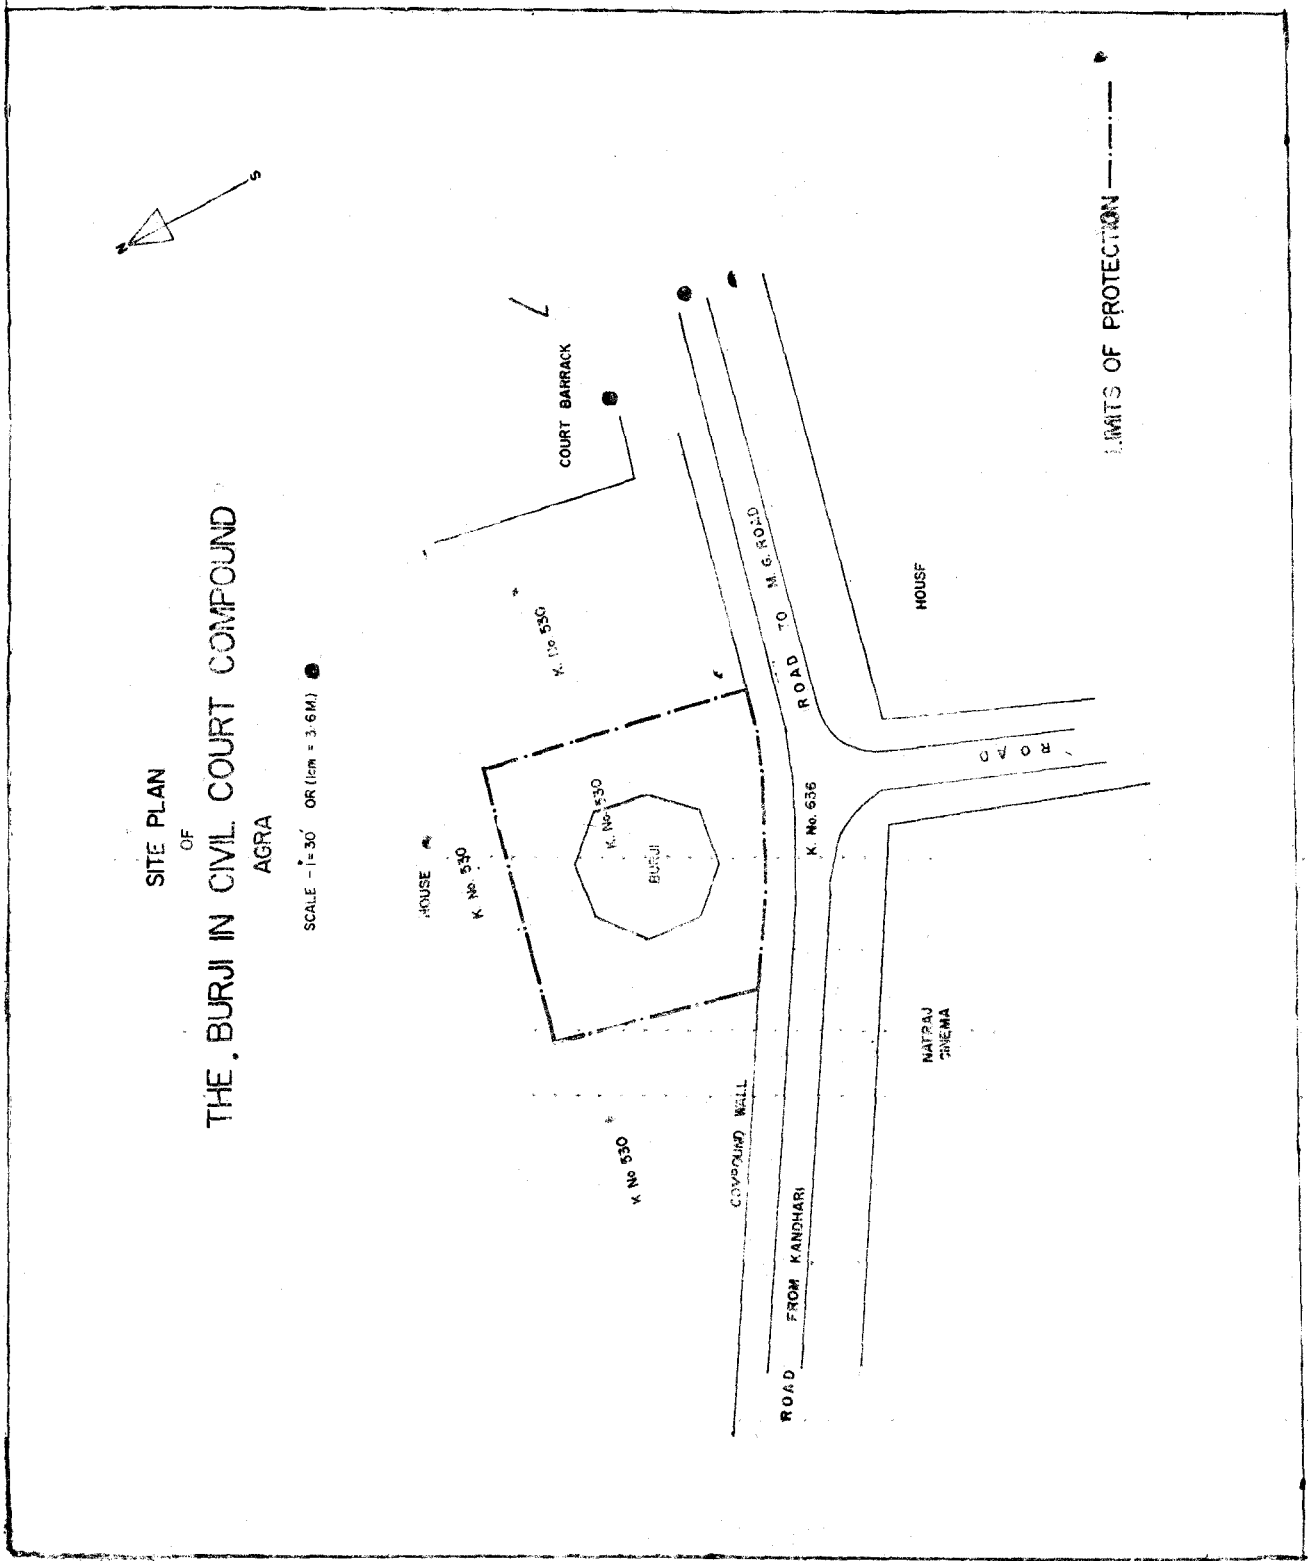 SITE PLAN
OF
THE, BURJI IN CIVIL COURT COMPOUND
AGRA
SCALE - 1"=30' OR (1cm = 3·6M.)
N
S
COURT BARRACK
K. No. 530
HOUSE
K No. 530
K. No. 530
BURJI
K No 530
COMPOUND WALL
ROAD TO M. G. ROAD
K. No. 636
ROAD FROM KANDHARI
ROAD
HOUSE
NATRAJ
CINEMA
LIMITS OF PROTECTION